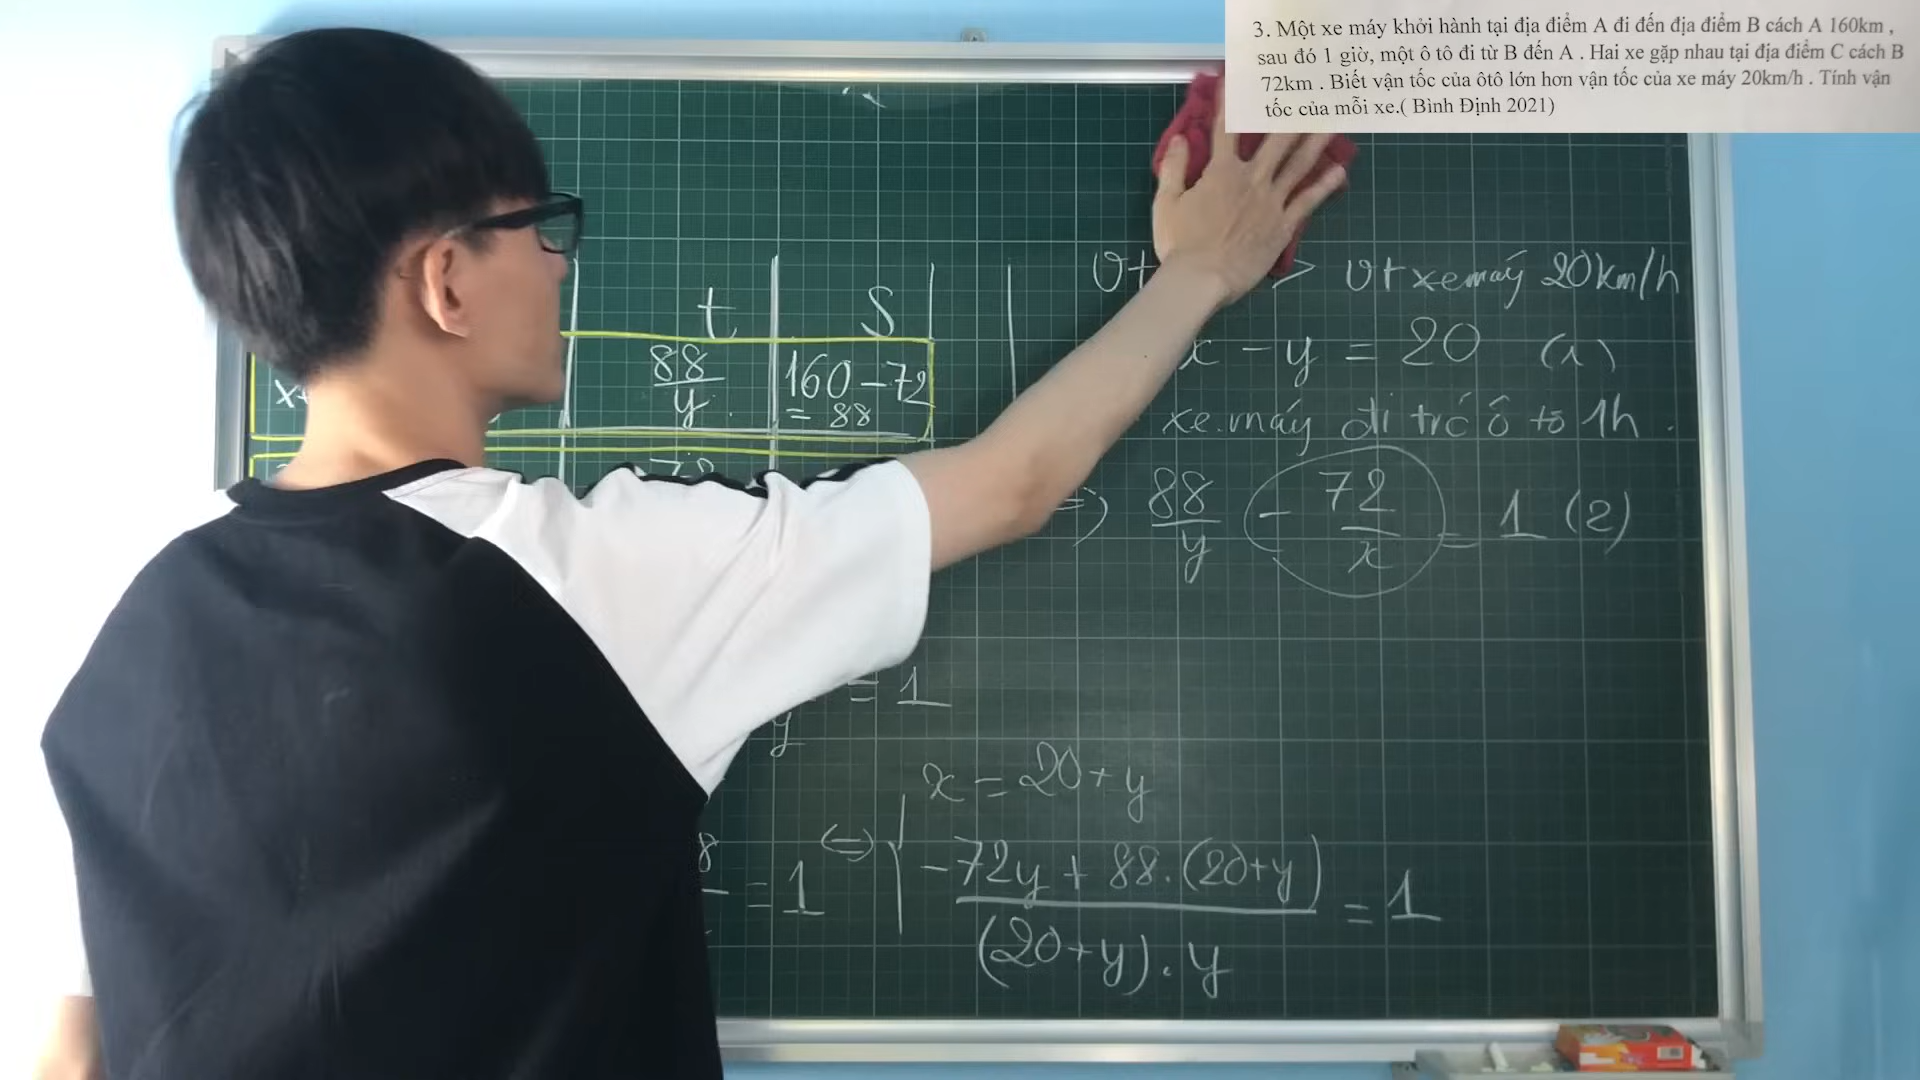 3. Một xe máy khởi hành tại địa điểm A đi đến địa điểm B cách A 160km ,
sau đó 1 giờ, một ô tô đi từ B đến A . Hai xe gặp nhau tại địa điểm C cách B
72km . Biết vận tốc của ôtô lớn hơn vận tốc của xe máy 20km/h . Tính vận
tốc của mỗi xe.( Bình Định 2021)
t S
88/y 160 - 72
= 88
> vt xe máy 20km/h
x - y = 20 (1)
xe.máy đi trc ô tô 1h .
=> 88/y - 72/x = 1 (2)
y = 1
x = 20 + y
= 1 <=> (-72y + 88.(20+y))/((20+y).y) = 1